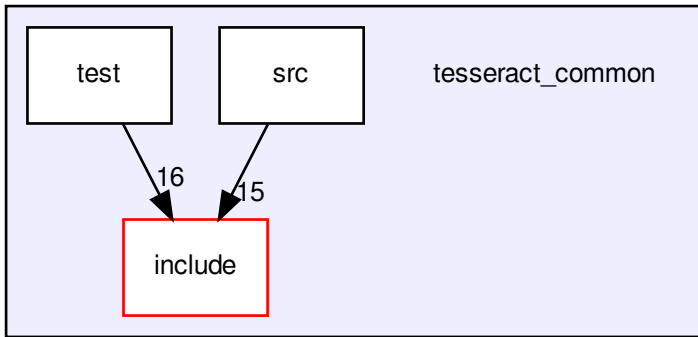 test
src
tesseract_common
16
15
include